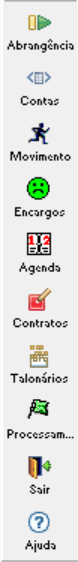 Abrangência
Contas
Movimento
Encargos
Agenda
Contratos
Talonários
Processam...
Sair
Ajuda